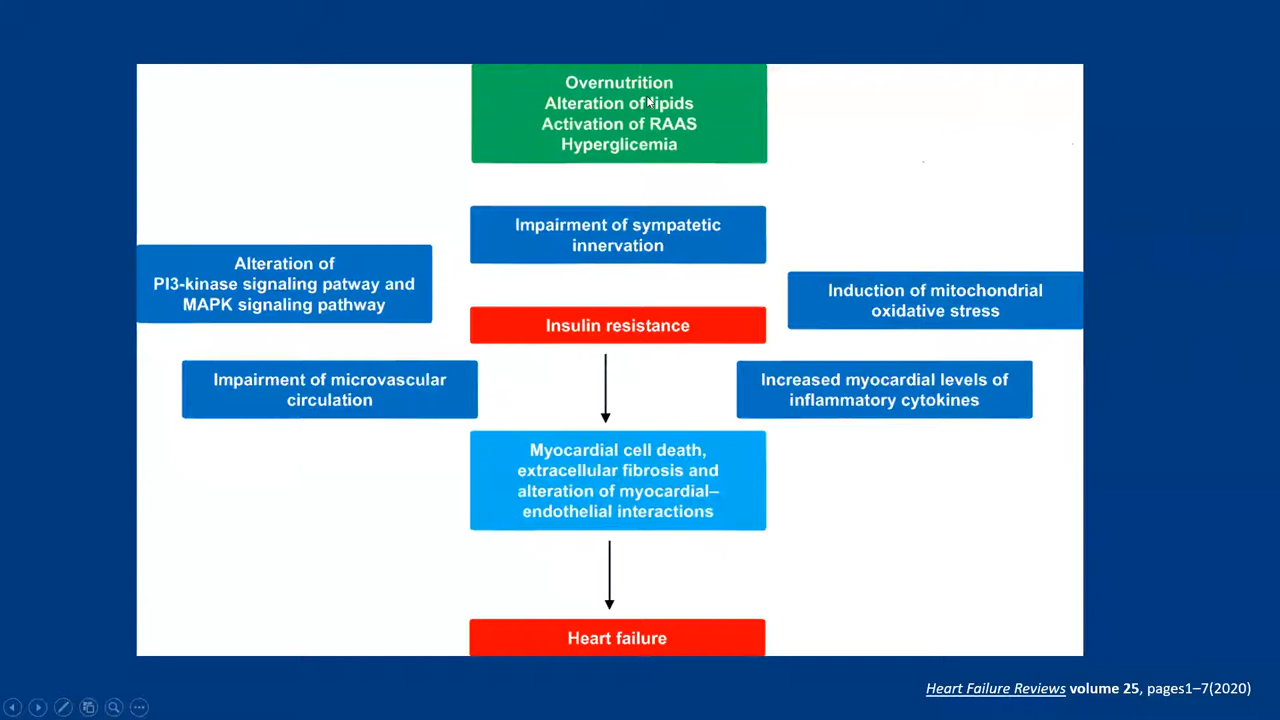 Overnutrition
Alteration of lipids
Activation of RAAS
Hyperglicemia
Impairment of sympatetic
innervation
Alteration of
PI3-kinase signaling patway and
MAPK signaling pathway
Induction of mitochondrial
oxidative stress
Insulin resistance
Impairment of microvascular
circulation
Increased myocardial levels of
inflammatory cytokines
Myocardial cell death,
extracellular fibrosis and
alteration of myocardial–
endothelial interactions
Heart failure
Heart Failure Reviews volume 25, pages1–7(2020)